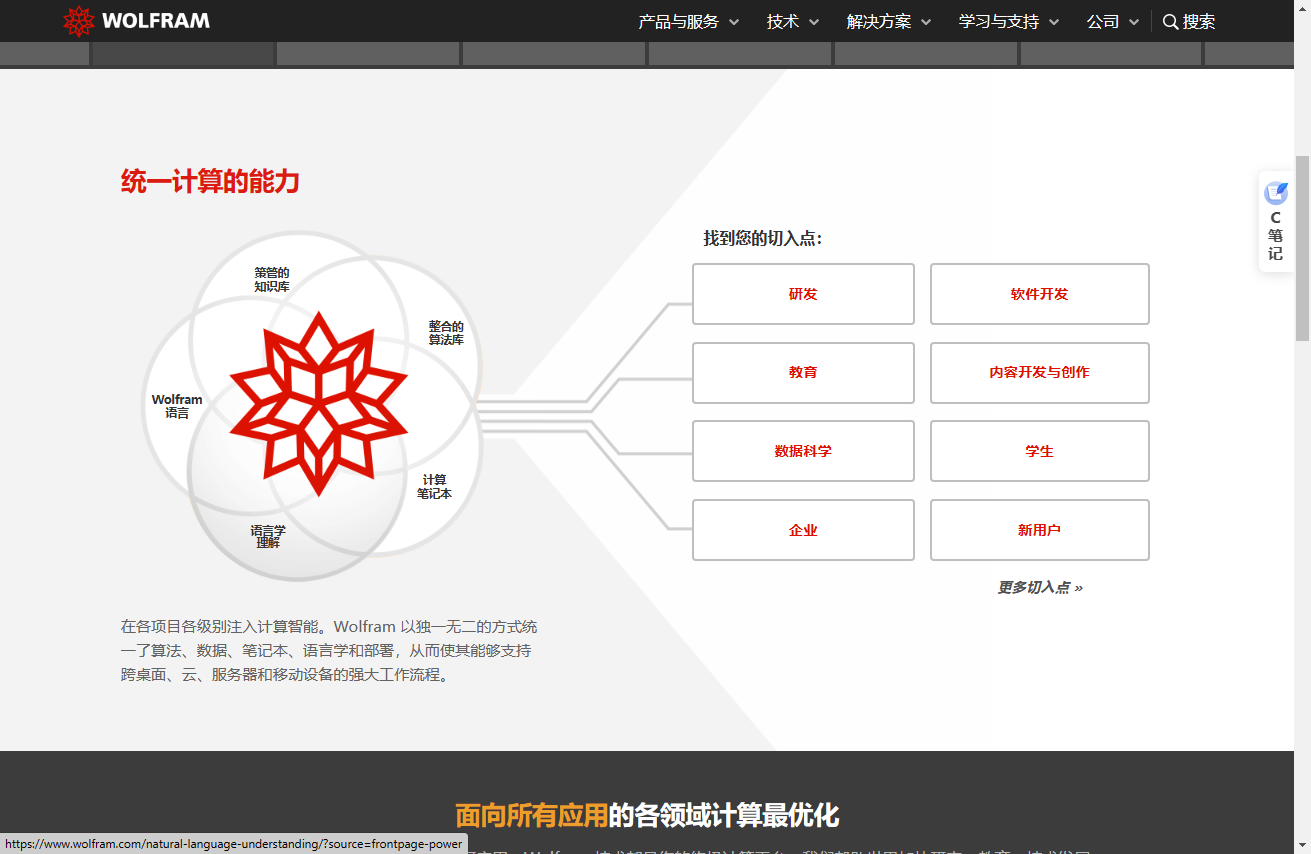 WOLFRAM
产品与服务
技术
解决方案
学习与支持
公司
搜索
统一计算的能力
策管的
知识库
整合的
算法库
Wolfram
语言
计算
笔记本
语言学
理解
找到您的切入点：
研发
软件开发
教育
内容开发与创作
数据科学
学生
企业
新用户
更多切入点 »
在各项目各级别注入计算智能。Wolfram 以独一无二的方式统
一了算法、数据、笔记本、语言学和部署，从而使其能够支持
跨桌面、云、服务器和移动设备的强大工作流程。
C
笔
记
面向所有应用的各领域计算最优化
https://www.wolfram.com/natural-language-understanding/?source=frontpage-power